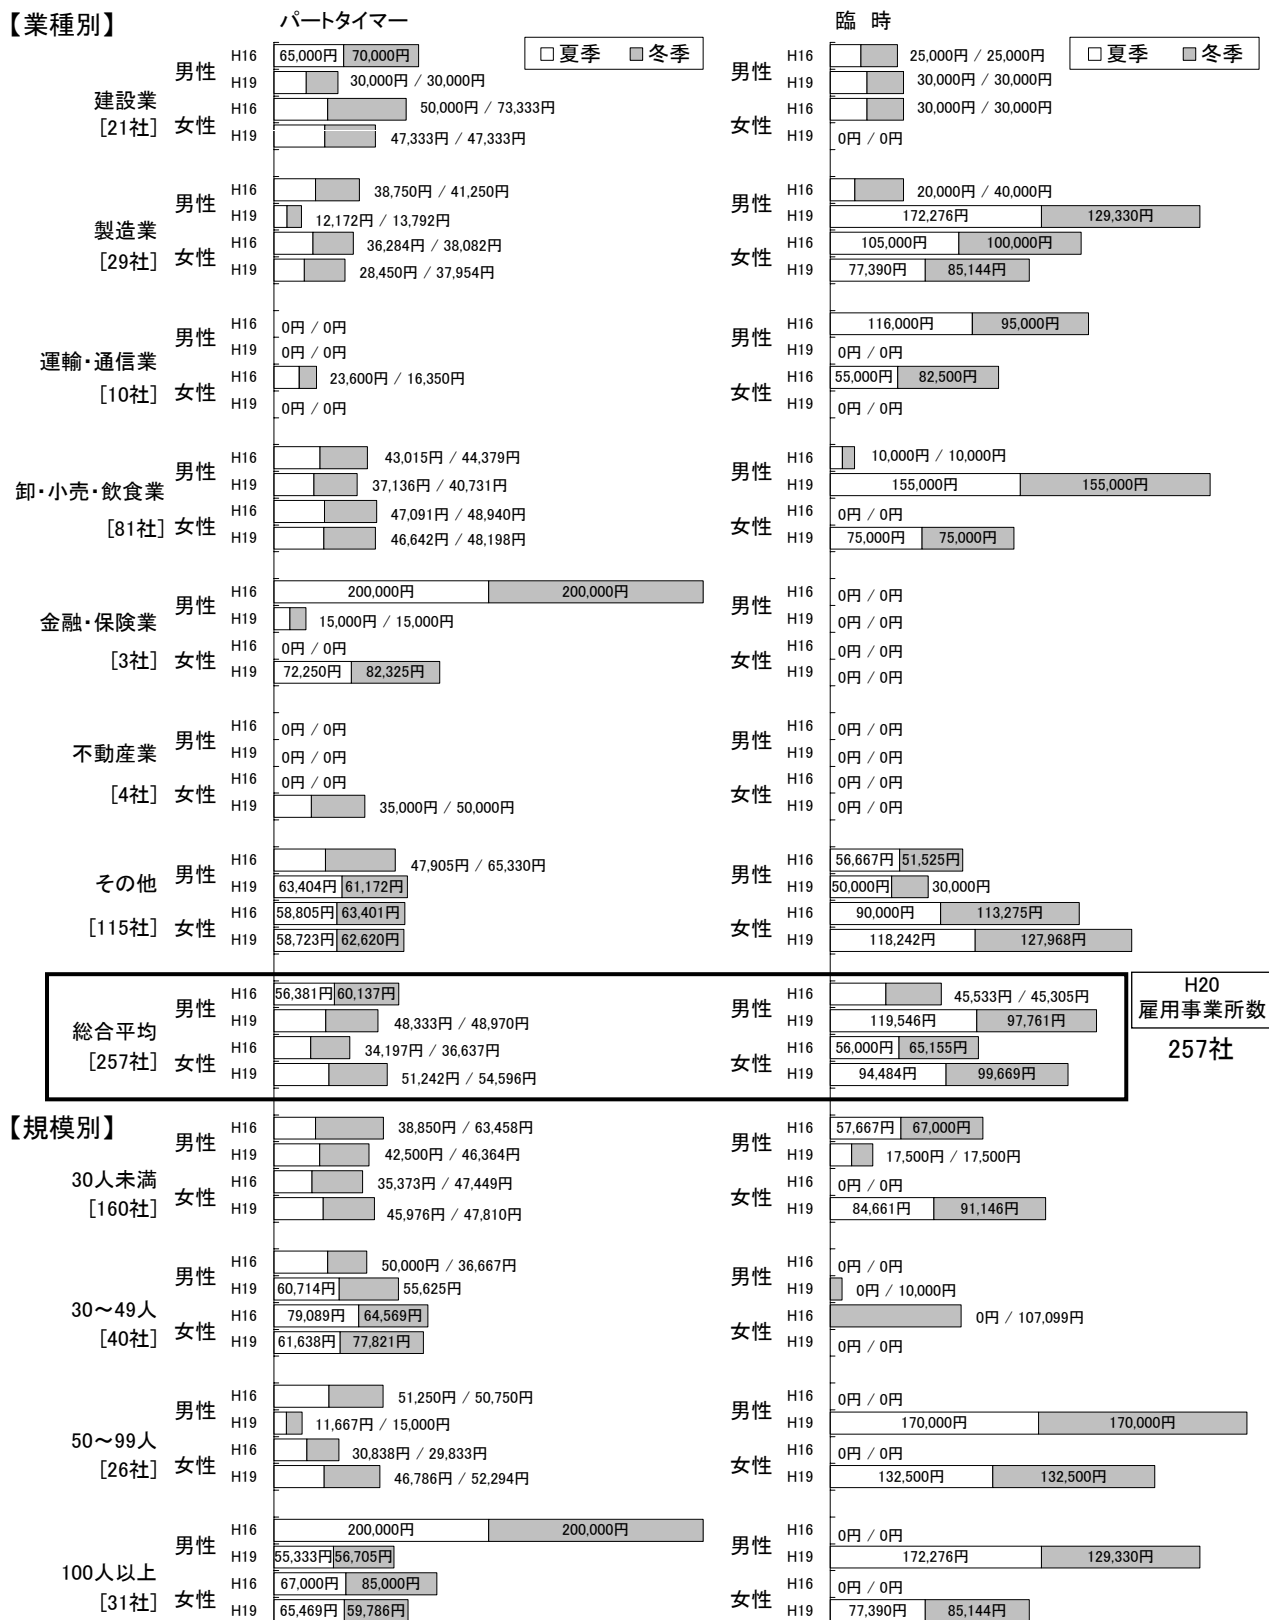 【業種別】
パートタイマー
臨 時
□夏季 ■冬季
□夏季 ■冬季
建設業
[21社]
男性 H16 65,000円 70,000円
H19 30,000円 / 30,000円
女性 H16 50,000円 / 73,333円
H19 47,333円 / 47,333円
男性 H16 25,000円 / 25,000円
H19 30,000円 / 30,000円
女性 H16 30,000円 / 30,000円
H19 0円 / 0円
製造業
[29社]
男性 H16 38,750円 / 41,250円
H19 12,172円 / 13,792円
女性 H16 36,284円 / 38,082円
H19 28,450円 / 37,954円
男性 H16 20,000円 / 40,000円
H19 172,276円 129,330円
女性 H16 105,000円 100,000円
H19 77,390円 85,144円
運輸・通信業
[10社]
男性 H16 0円 / 0円
H19 0円 / 0円
女性 H16 23,600円 / 16,350円
H19 0円 / 0円
男性 H16 116,000円 95,000円
H19 0円 / 0円
女性 H16 55,000円 82,500円
H19 0円 / 0円
卸・小売・飲食業
[81社]
男性 H16 43,015円 / 44,379円
H19 37,136円 / 40,731円
女性 H16 47,091円 / 48,940円
H19 46,642円 / 48,198円
男性 H16 10,000円 / 10,000円
H19 155,000円 155,000円
女性 H16 0円 / 0円
H19 75,000円 75,000円
金融・保険業
[3社]
男性 H16 200,000円 200,000円
H19 15,000円 / 15,000円
女性 H16 0円 / 0円
H19 72,250円 82,325円
男性 H16 0円 / 0円
H19 0円 / 0円
女性 H16 0円 / 0円
H19 0円 / 0円
不動産業
[4社]
男性 H16 0円 / 0円
H19 0円 / 0円
女性 H16 0円 / 0円
H19 35,000円 / 50,000円
男性 H16 0円 / 0円
H19 0円 / 0円
女性 H16 0円 / 0円
H19 0円 / 0円
その他
[115社]
男性 H16 47,905円 / 65,330円
H19 63,404円 61,172円
女性 H16 58,805円 63,401円
H19 58,723円 62,620円
男性 H16 56,667円 51,525円
H19 50,000円 30,000円
女性 H16 90,000円 113,275円
H19 118,242円 127,968円
総合平均
[257社]
男性 H16 56,381円 60,137円
H19 48,333円 / 48,970円
女性 H16 34,197円 / 36,637円
H19 51,242円 / 54,596円
男性 H16 45,533円 / 45,305円
H19 119,546円 97,761円
女性 H16 56,000円 65,155円
H19 94,484円 99,669円
H20
雇用事業所数
257社
【規模別】
30人未満
[160社]
男性 H16 38,850円 / 63,458円
H19 42,500円 / 46,364円
女性 H16 35,373円 / 47,449円
H19 45,976円 / 47,810円
男性 H16 57,667円 67,000円
H19 17,500円 / 17,500円
女性 H16 0円 / 0円
H19 84,661円 91,146円
30～49人
[40社]
男性 H16 50,000円 / 36,667円
H19 60,714円 55,625円
女性 H16 79,089円 64,569円
H19 61,638円 77,821円
男性 H16 0円 / 0円
H19 0円 / 10,000円
女性 H16 0円 / 107,099円
H19 0円 / 0円
50～99人
[26社]
男性 H16 51,250円 / 50,750円
H19 11,667円 / 15,000円
女性 H16 30,838円 / 29,833円
H19 46,786円 / 52,294円
男性 H16 0円 / 0円
H19 170,000円 170,000円
女性 H16 0円 / 0円
H19 132,500円 132,500円
100人以上
[31社]
男性 H16 200,000円 200,000円
H19 55,333円 56,705円
女性 H16 67,000円 85,000円
H19 65,469円 59,786円
男性 H16 0円 / 0円
H19 172,276円 129,330円
女性 H16 0円 / 0円
H19 77,390円 85,144円